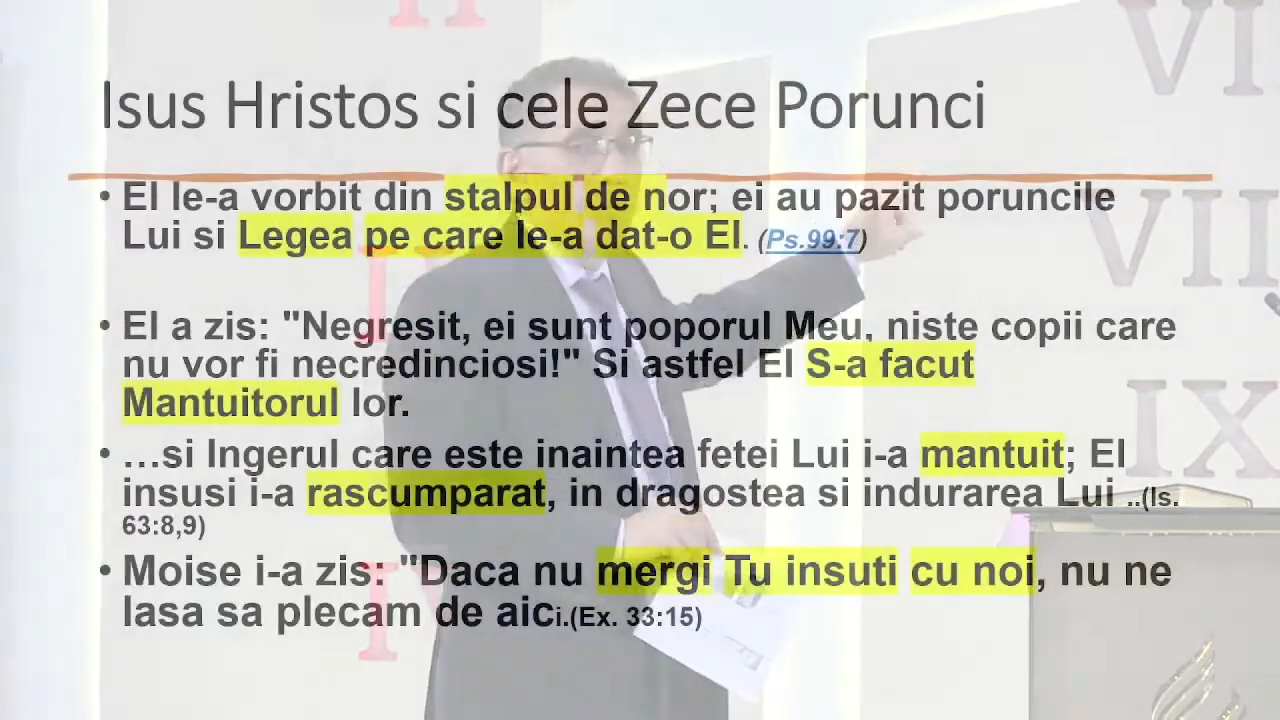 Isus Hristos si cele Zece Porunci
• El le-a vorbit din stalpul de nor; ei au pazit poruncile
Lui si Legea pe care le-a dat-o El. (Ps.99:7)
• El a zis: "Negresit, ei sunt poporul Meu, niste copii care
nu vor fi necredinciosi!" Si astfel El S-a facut
Mantuitorul lor.
• …si Ingerul care este inaintea fetei Lui i-a mantuit; El
insusi i-a rascumparat, in dragostea si indurarea Lui ..(Is.
63:8,9)
• Moise i-a zis: "Daca nu mergi Tu insuti cu noi, nu ne
lasa sa plecam de aici.(Ex. 33:15)
IX